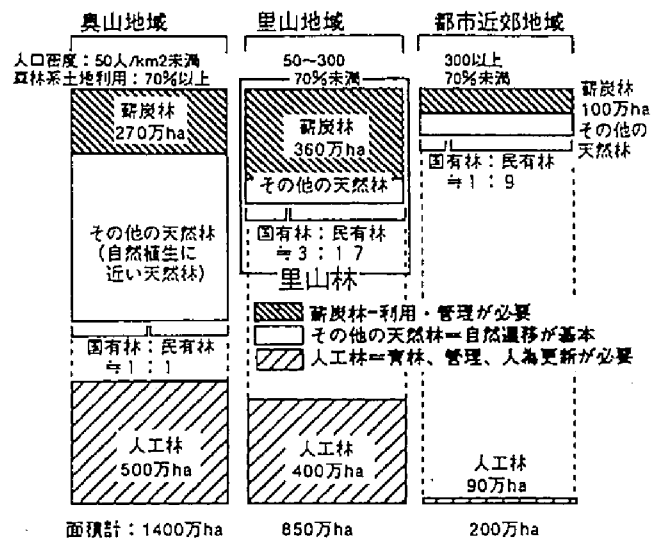 奥山地域
里山地域
都市近郊地域
人口密度：50人/km2未満
森林系土地利用：70%以上
50～300
70%未満
300以上
70%未満
薪炭林
270万ha
薪炭林
360万ha
薪炭林
100万ha
その他の天然林
その他の
天然林
国有林：民有林
≒1：9
その他の天然林
(自然植生に
近い天然林)
国有林：民有林
≒3：17
里山林
薪炭林＝利用・管理が必要
その他の天然林＝自然遷移が基本
人工林＝育林、管理、人為更新が必要
国有林：民有林
≒1：1
人工林
500万ha
人工林
400万ha
人工林
90万ha
面積計：1400万ha
850万ha
200万ha